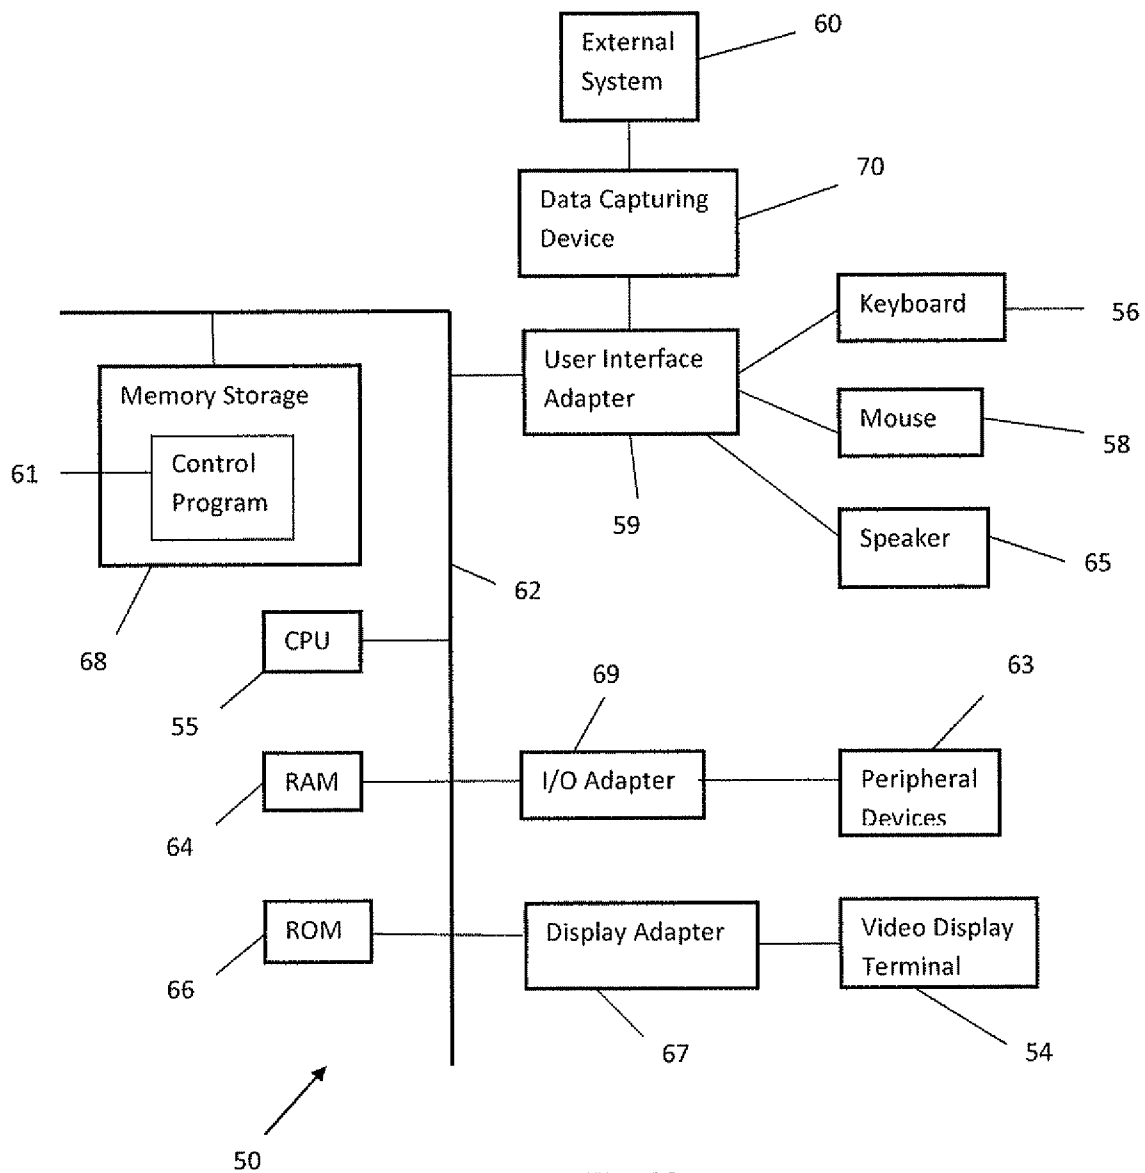 60
External
System
70
Data Capturing
Device
Keyboard
56
User Interface
Adapter
Memory Storage
Mouse
58
61
Control
Program
59
Speaker
65
62
68
CPU
55
69
63
RAM
I/O Adapter
Peripheral
Devices
64
ROM
Display Adapter
Video Display
Terminal
66
67
54
50